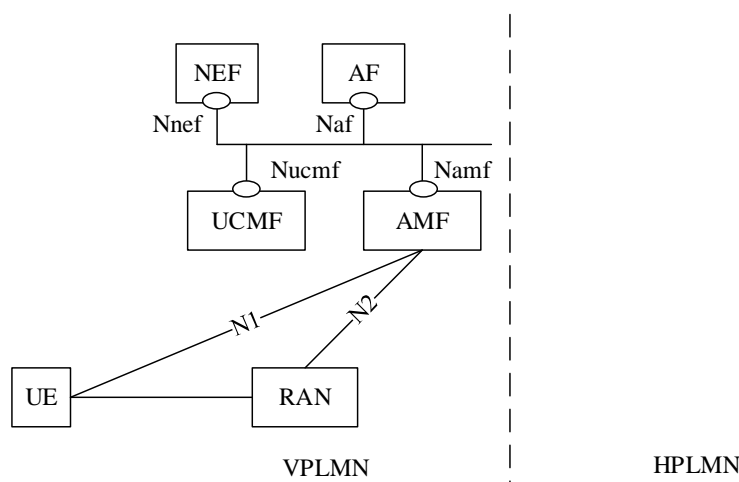 NEF AF
Nnef Naf
Nucmf Namf
UCMF AMF
N1 N2
UE RAN
VPLMN HPLMN